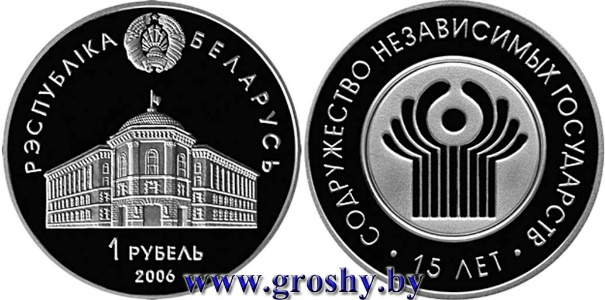 РЭСПУБЛІКА БЕЛАРУСЬ
1 РУБЕЛЬ
2006
СОДРУЖЕСТВО НЕЗАВИСИМЫХ ГОСУДАРСТВ
• 15 ЛЕТ •
www.groshy.by